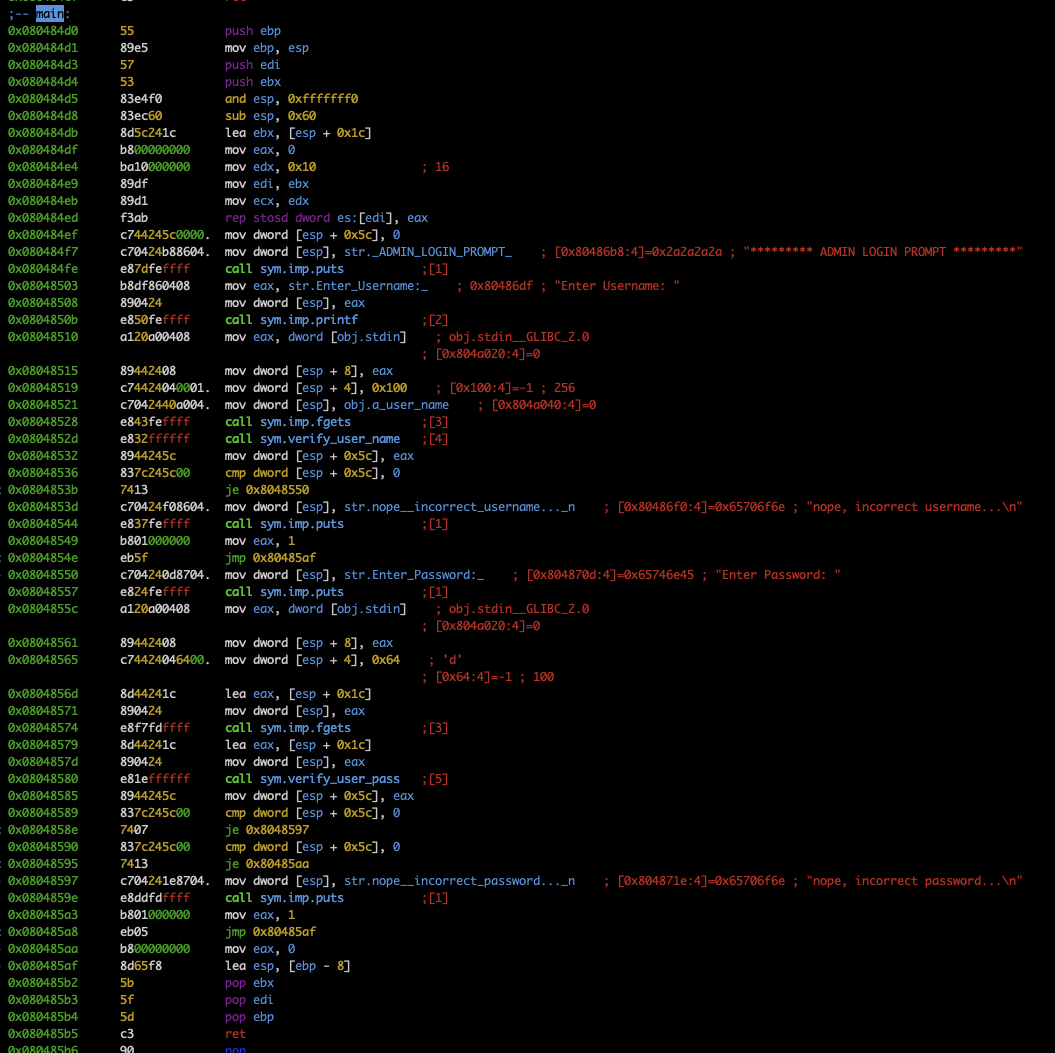 ;-- main:
0x080484d0 55 push ebp
0x080484d1 89e5 mov ebp, esp
0x080484d3 57 push edi
0x080484d4 53 push ebx
0x080484d5 83e4f0 and esp, 0xfffffff0
0x080484d8 83ec60 sub esp, 0x60
0x080484db 8d5c241c lea ebx, [esp + 0x1c]
0x080484df b800000000 mov eax, 0
0x080484e4 ba10000000 mov edx, 0x10 ; 16
0x080484e9 89df mov edi, ebx
0x080484eb 89d1 mov ecx, edx
0x080484ed f3ab rep stosd dword es:[edi], eax
0x080484ef c744245c0000. mov dword [esp + 0x5c], 0
0x080484f7 c70424b88604. mov dword [esp], str._ADMIN_LOGIN_PROMPT_ ; [0x80486b8:4]=0x2a2a2a2a ; "********* ADMIN LOGIN PROMPT *********"
0x080484fe e87dfeffff call sym.imp.puts ;[1]
0x08048503 b8df860408 mov eax, str.Enter_Username:_ ; 0x80486df ; "Enter Username: "
0x08048508 890424 mov dword [esp], eax
0x0804850b e850feffff call sym.imp.printf ;[2]
0x08048510 a120a00408 mov eax, dword [obj.stdin] ; obj.stdin__GLIBC_2.0
; [0x804a020:4]=0
0x08048515 89442408 mov dword [esp + 8], eax
0x08048519 c74424040001. mov dword [esp + 4], 0x100 ; [0x100:4]=-1 ; 256
0x08048521 c7042440a004. mov dword [esp], obj.a_user_name ; [0x804a040:4]=0
0x08048528 e843feffff call sym.imp.fgets ;[3]
0x0804852d e832ffffff call sym.verify_user_name ;[4]
0x08048532 8944245c mov dword [esp + 0x5c], eax
0x08048536 837c245c00 cmp dword [esp + 0x5c], 0
0x0804853b 7413 je 0x8048550
0x0804853d c70424f08604. mov dword [esp], str.nope__incorrect_username..._n ; [0x80486f0:4]=0x65706f6e ; "nope, incorrect username...\n"
0x08048544 e837feffff call sym.imp.puts ;[1]
0x08048549 b801000000 mov eax, 1
0x0804854e eb5f jmp 0x80485af
0x08048550 c704240d8704. mov dword [esp], str.Enter_Password:_ ; [0x804870d:4]=0x65746e45 ; "Enter Password: "
0x08048557 e824feffff call sym.imp.puts ;[1]
0x0804855c a120a00408 mov eax, dword [obj.stdin] ; obj.stdin__GLIBC_2.0
; [0x804a020:4]=0
0x08048561 89442408 mov dword [esp + 8], eax
0x08048565 c74424046400. mov dword [esp + 4], 0x64 ; 'd'
; [0x64:4]=-1 ; 100
0x0804856d 8d44241c lea eax, [esp + 0x1c]
0x08048571 890424 mov dword [esp], eax
0x08048574 e8f7fdffff call sym.imp.fgets ;[3]
0x08048579 8d44241c lea eax, [esp + 0x1c]
0x0804857d 890424 mov dword [esp], eax
0x08048580 e81effffff call sym.verify_user_pass ;[5]
0x08048585 8944245c mov dword [esp + 0x5c], eax
0x08048589 837c245c00 cmp dword [esp + 0x5c], 0
0x0804858e 7407 je 0x8048597
0x08048590 837c245c00 cmp dword [esp + 0x5c], 0
0x08048595 7413 je 0x80485aa
0x08048597 c704241e8704. mov dword [esp], str.nope__incorrect_password..._n ; [0x804871e:4]=0x65706f6e ; "nope, incorrect password...\n"
0x0804859e e8ddfdffff call sym.imp.puts ;[1]
0x080485a3 b801000000 mov eax, 1
0x080485a8 eb05 jmp 0x80485af
0x080485aa b800000000 mov eax, 0
0x080485af 8d65f8 lea esp, [ebp - 8]
0x080485b2 5b pop ebx
0x080485b3 5f pop edi
0x080485b4 5d pop ebp
0x080485b5 c3 ret
0x080485b6 90 nop